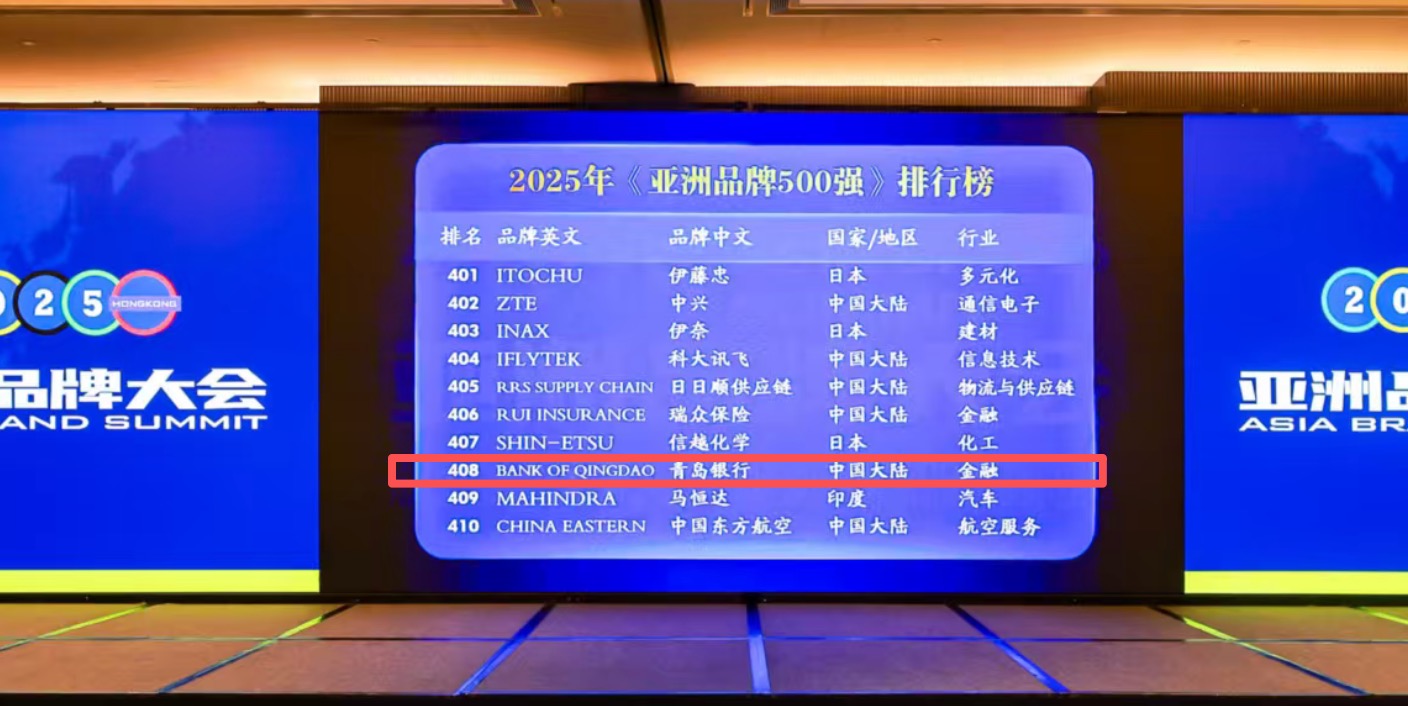 2025年《亚洲品牌500强》排行榜
排名 品牌英文 品牌中文 国家/地区 行业
401 ITOCHU 伊藤忠 日本 多元化
402 ZTE 中兴 中国大陆 通信电子
403 INAX 伊奈 日本 建材
404 IFLYTEK 科大讯飞 中国大陆 信息技术
405 RRS SUPPLY CHAIN 日日顺供应链 中国大陆 物流与供应链
406 RUI INSURANCE 瑞众保险 中国大陆 金融
407 SHIN-ETSU 信越化学 日本 化工
408 BANK OF QINGDAO 青岛银行 中国大陆 金融
409 MAHINDRA 马恒达 印度 汽车
410 CHINA EASTERN 中国东方航空 中国大陆 航空服务
025 HONGKONG
品牌大会
AND SUMMIT
20
亚洲品
ASIA BR